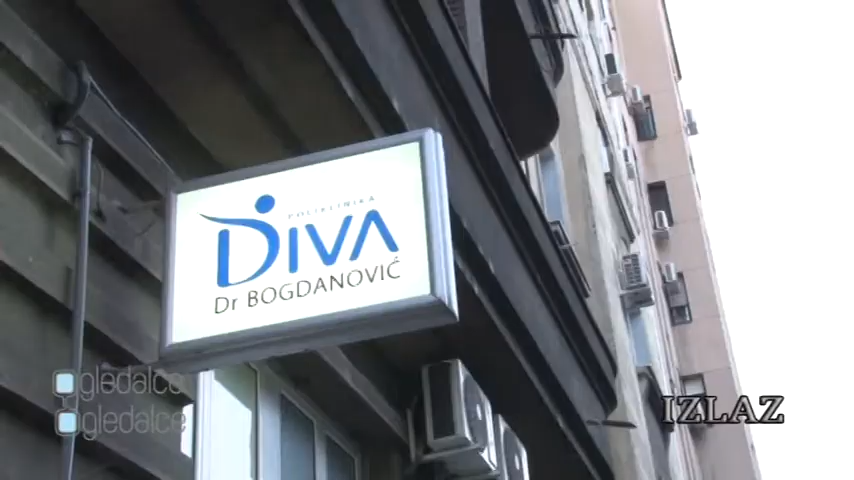 POLIKLINIKA
DIVA
Dr BOGDANOVIĆ
gledalce
gledalce
IZLAZ